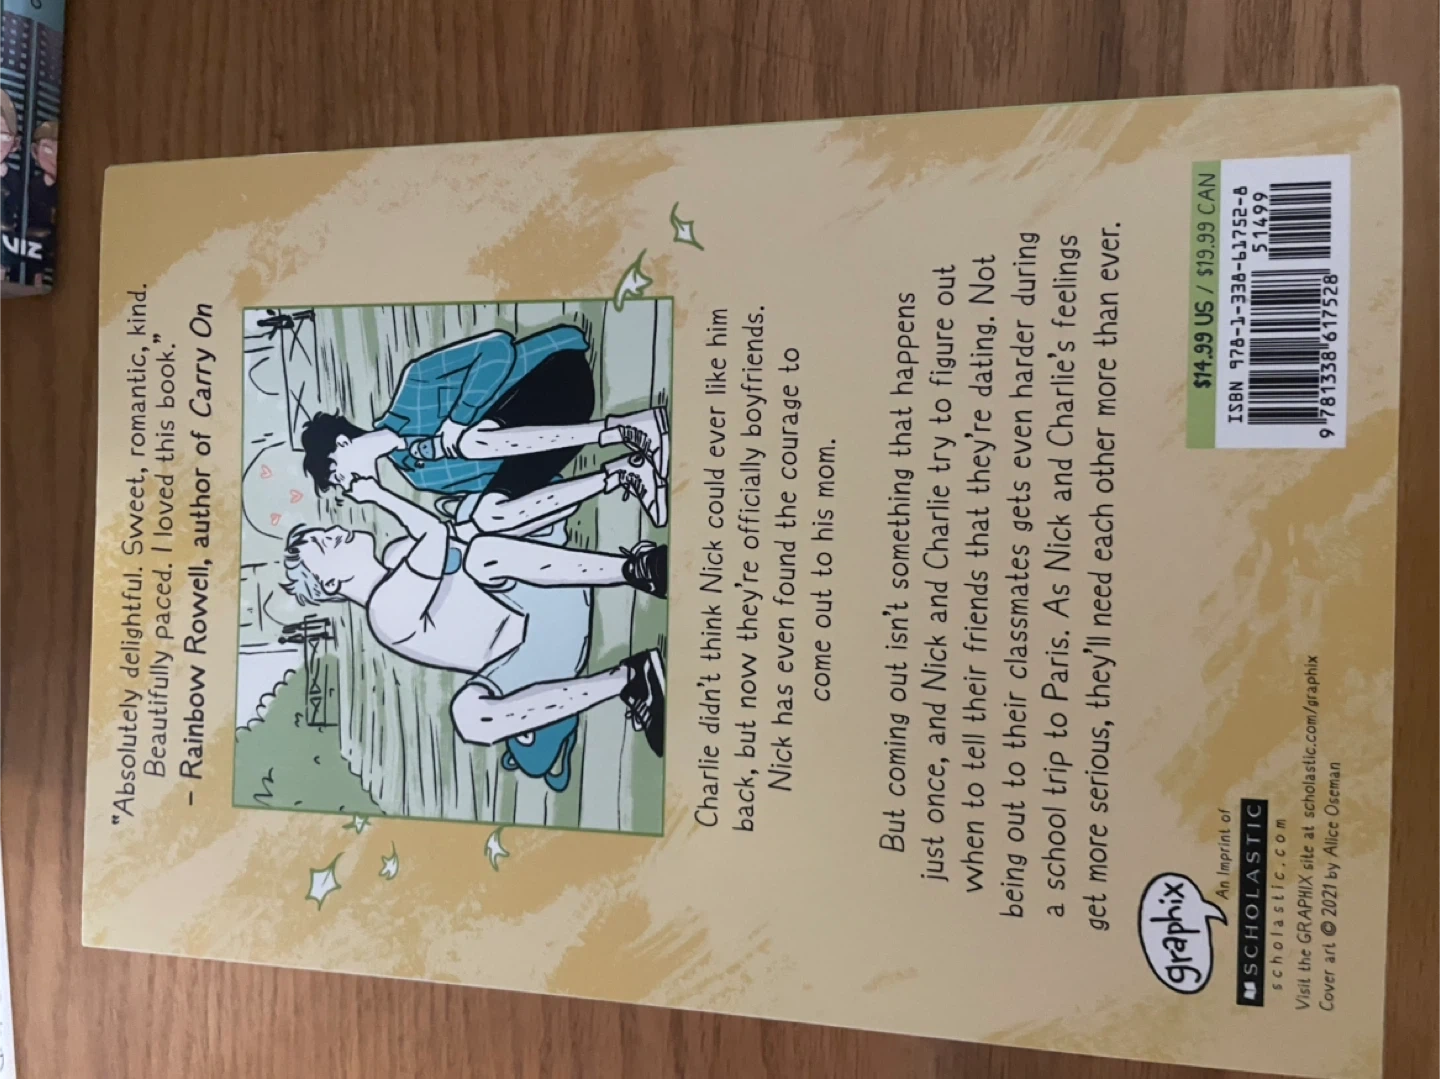 "Absolutely delightful. Sweet, romantic, kind.
Beautifully paced. I loved this book."
– Rainbow Rowell, author of Carry On
Charlie didn't think Nick could ever like him
back, but now they're officially boyfriends.
Nick has even found the courage to
come out to his mom.
But coming out isn't something that happens
just once, and Nick and Charlie try to figure out
when to tell their friends that they're dating. Not
being out to their classmates gets even harder during
a school trip to Paris. As Nick and Charlie's feelings
get more serious, they'll need each other more than ever.
graphix
An Imprint of
SCHOLASTIC
scholastic.com
Visit the GRAPHIX site at scholastic.com/graphix
Cover art © 2021 by Alice Oseman
$14.99 US / $19.99 CAN
ISBN 978-1-338-61752-8
51499
9 781338 617528